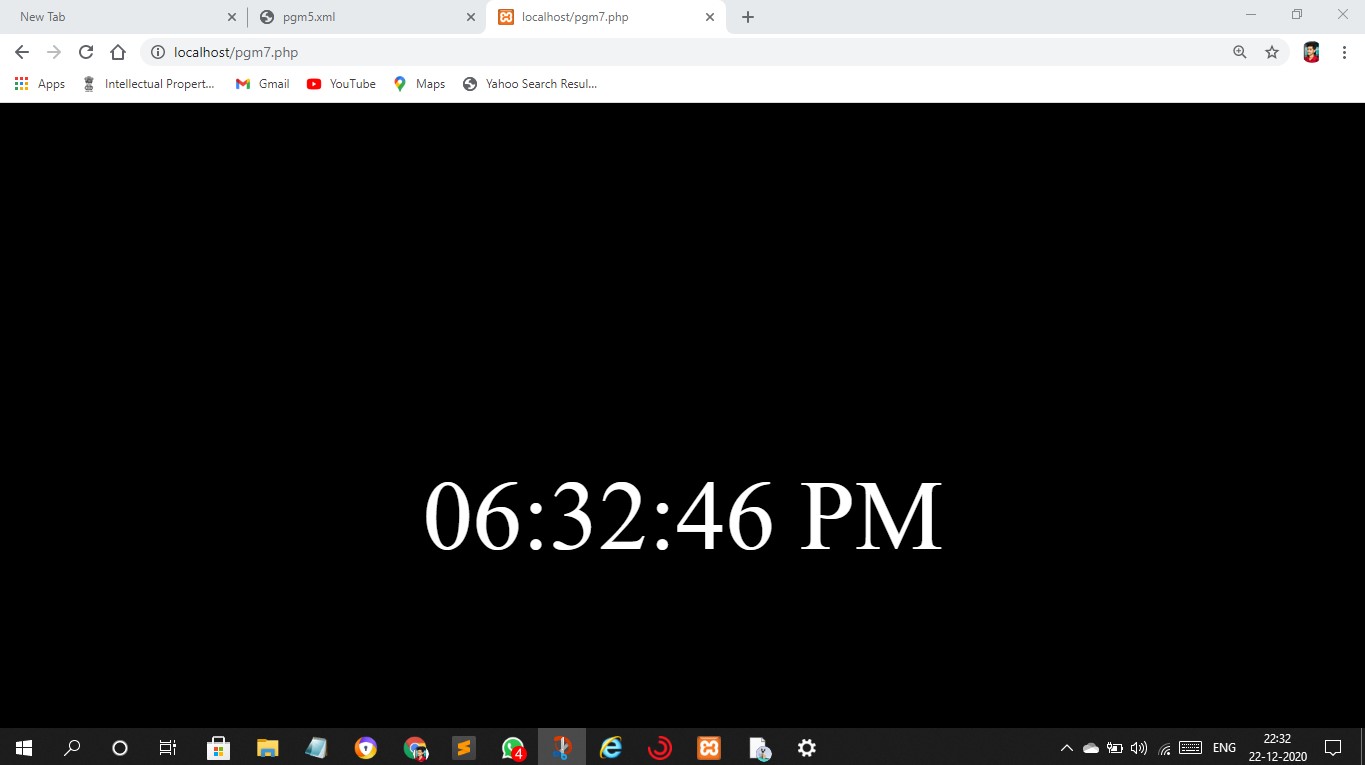 New Tab
pgm5.xml
localhost/pgm7.php
localhost/pgm7.php
Apps
Intellectual Propert...
Gmail
YouTube
Maps
Yahoo Search Resul...
06:32:46 PM
4
ENG
22:32
22-12-2020